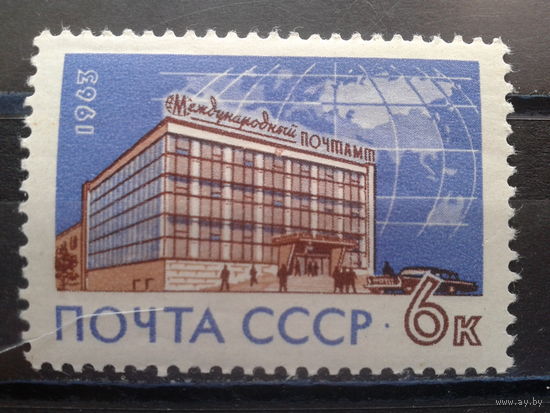 1963
Международный ПОЧТАМТ
ПОЧТА СССР · 6к
www.ay.by